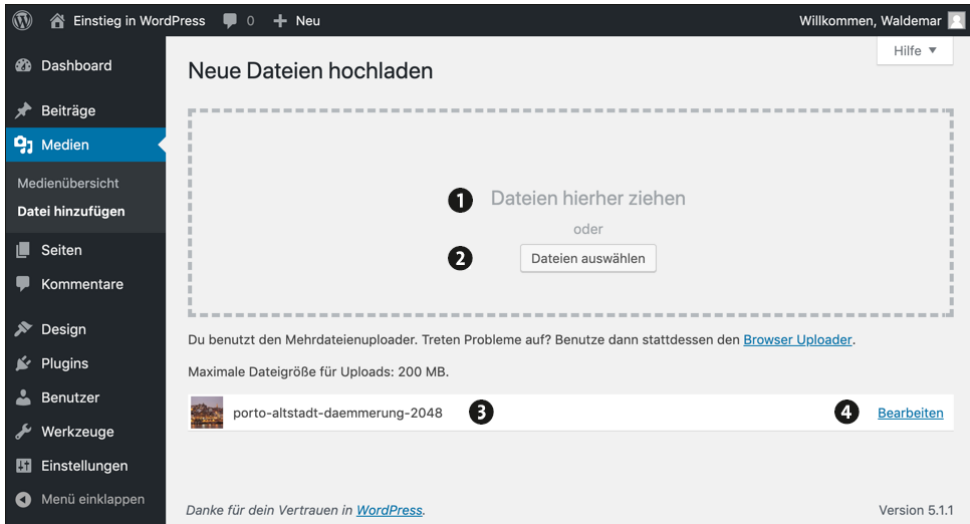 Einstieg in WordPress 0 + Neu Willkommen, Waldemar
Hilfe ▼
Dashboard
Beiträge
Medien
Medienübersicht
Datei hinzufügen
Seiten
Kommentare
Design
Plugins
Benutzer
Werkzeuge
Einstellungen
Menü einklappen
Neue Dateien hochladen
1 Dateien hierher ziehen
oder
2 Dateien auswählen
Du benutzt den Mehrdateienuploader. Treten Probleme auf? Benutze dann stattdessen den Browser Uploader.
Maximale Dateigröße für Uploads: 200 MB.
porto-altstadt-daemmerung-2048 3 4 Bearbeiten
Danke für dein Vertrauen in WordPress. Version 5.1.1